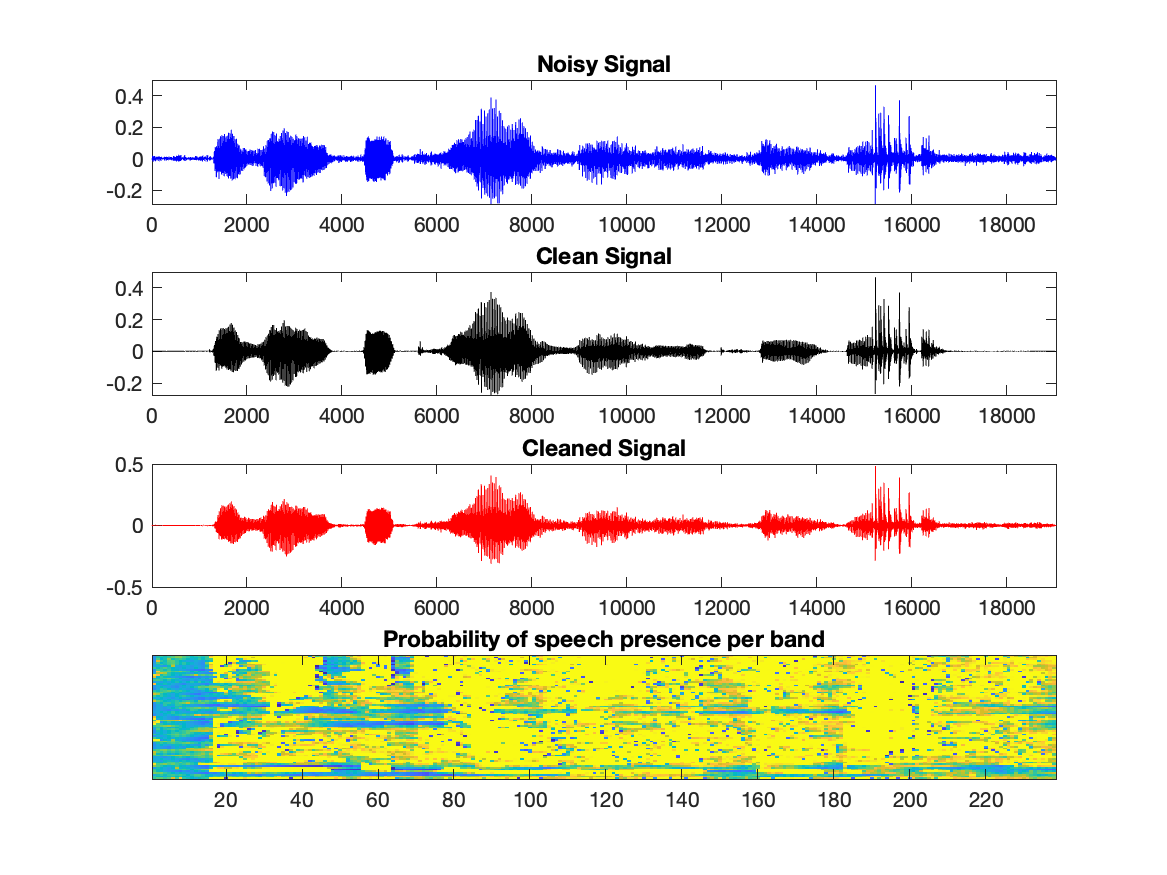 Noisy Signal
0.4
0.2
0
-0.2
0 2000 4000 6000 8000 10000 12000 14000 16000 18000
Clean Signal
0.4
0.2
0
-0.2
0 2000 4000 6000 8000 10000 12000 14000 16000 18000
Cleaned Signal
0.5
0
-0.5
0 2000 4000 6000 8000 10000 12000 14000 16000 18000
Probability of speech presence per band
20 40 60 80 100 120 140 160 180 200 220